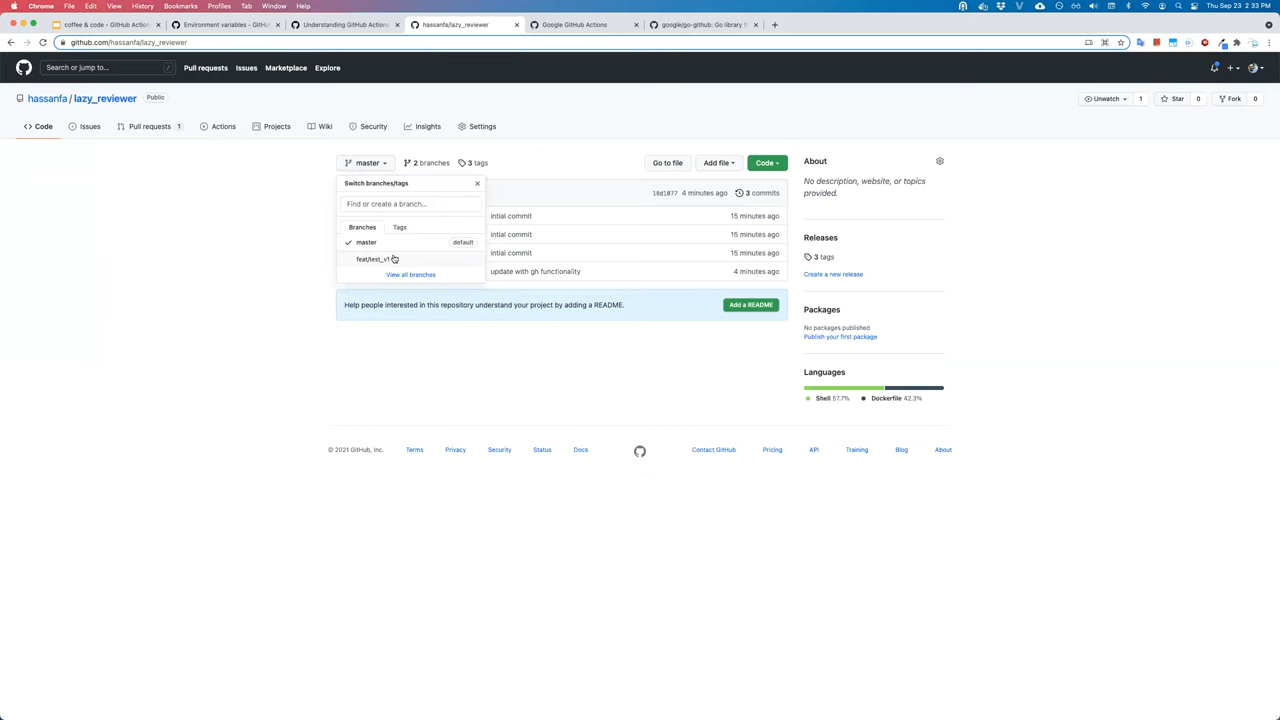 Chrome File Edit View History Bookmarks Profiles Tab Window Help Thu Sep 23 2:33 PM
coffee & code - GitHub Action × Environment variables - GitHub × Understanding GitHub Actions × hassanfa/lazy_reviewer × Google GitHub Actions × google/go-github: Go library f × +
github.com/hassanfa/lazy_reviewer
Search or jump to... / Pull requests Issues Marketplace Explore
hassanfa / lazy_reviewer Public Unwatch 1 Star 0 Fork 0
Code Issues Pull requests 1 Actions Projects Wiki Security Insights Settings
master 2 branches 3 tags Go to file Add file Code
Switch branches/tags
Find or create a branch...
Branches Tags
master default
feat/test_v1
View all branches
4 minutes ago 3 commits
intial commit 15 minutes ago
intial commit 15 minutes ago
intial commit 15 minutes ago
update with gh functionality 4 minutes ago
Help people interested in this repository understand your project by adding a README. Add a README
About
No description, website, or topics
provided.
Releases
3 tags
Create a new release
Packages
No packages published
Publish your first package
Languages
Shell 57.7% Dockerfile 42.3%
© 2021 GitHub, Inc. Terms Privacy Security Status Docs Contact GitHub Pricing API Training Blog About